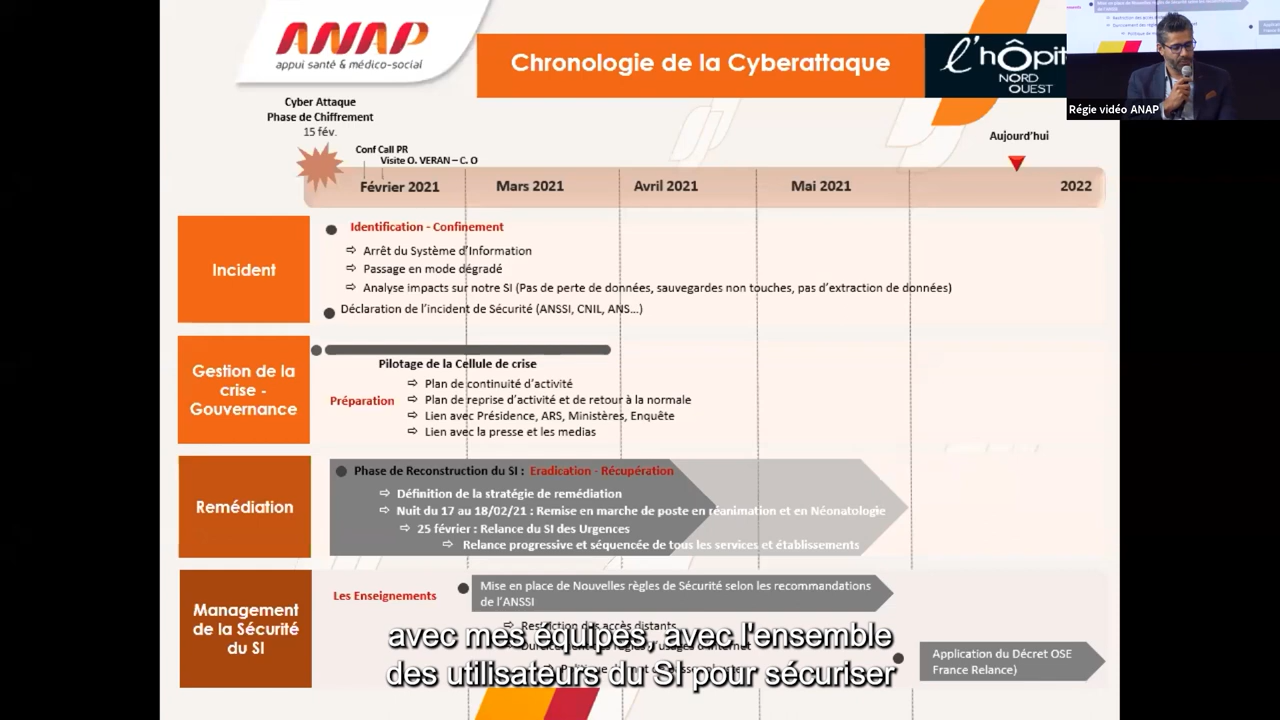 ANAP
appui santé & médico-social
Chronologie de la Cyberattaque
l'hôpit
NORD
OUEST
Régie vidéo ANAP
Cyber Attaque
Phase de Chiffrement
15 fév.
Conf Call PR
Visite O. VERAN – C. O
Aujourd'hui
Février 2021
Mars 2021
Avril 2021
Mai 2021
2022
Incident
Identification - Confinement
⇨ Arrêt du Système d'Information
⇨ Passage en mode dégradé
⇨ Analyse impacts sur notre SI (Pas de perte de données, sauvegardes non touches, pas d'extraction de données)
Déclaration de l'incident de Sécurité (ANSSI, CNIL, ANS...)
Gestion de la
crise -
Gouvernance
Pilotage de la Cellule de crise
Préparation
⇨ Plan de continuité d'activité
⇨ Plan de reprise d'activité et de retour à la normale
⇨ Lien avec Présidence, ARS, Ministères, Enquête
⇨ Lien avec la presse et les medias
Remédiation
Phase de Reconstruction du SI : Eradication - Récupération
⇨ Définition de la stratégie de remédiation
⇨ Nuit du 17 au 18/02/21 : Remise en marche de poste en réanimation et en Néonatologie
⇨ 25 février : Relance du SI des Urgences
⇨ Relance progressive et séquencée de tous les services et établissements
Management
de la Sécurité
du SI
Les Enseignements
Mise en place de Nouvelles règles de Sécurité selon les recommandations
de l'ANSSI
⇨ Restriction des accès distants
Application du Décret OSE
France Relance)
avec mes équipes, avec l'ensemble
des utilisateurs du SI pour sécuriser